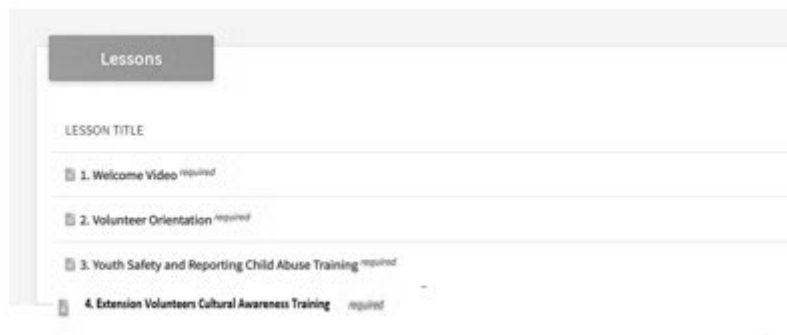 Lessons
LESSON TITLE
1. Welcome Video required
2. Volunteer Orientation required
3. Youth Safety and Reporting Child Abuse Training required
4. Extension Volunteers Cultural Awareness Training required